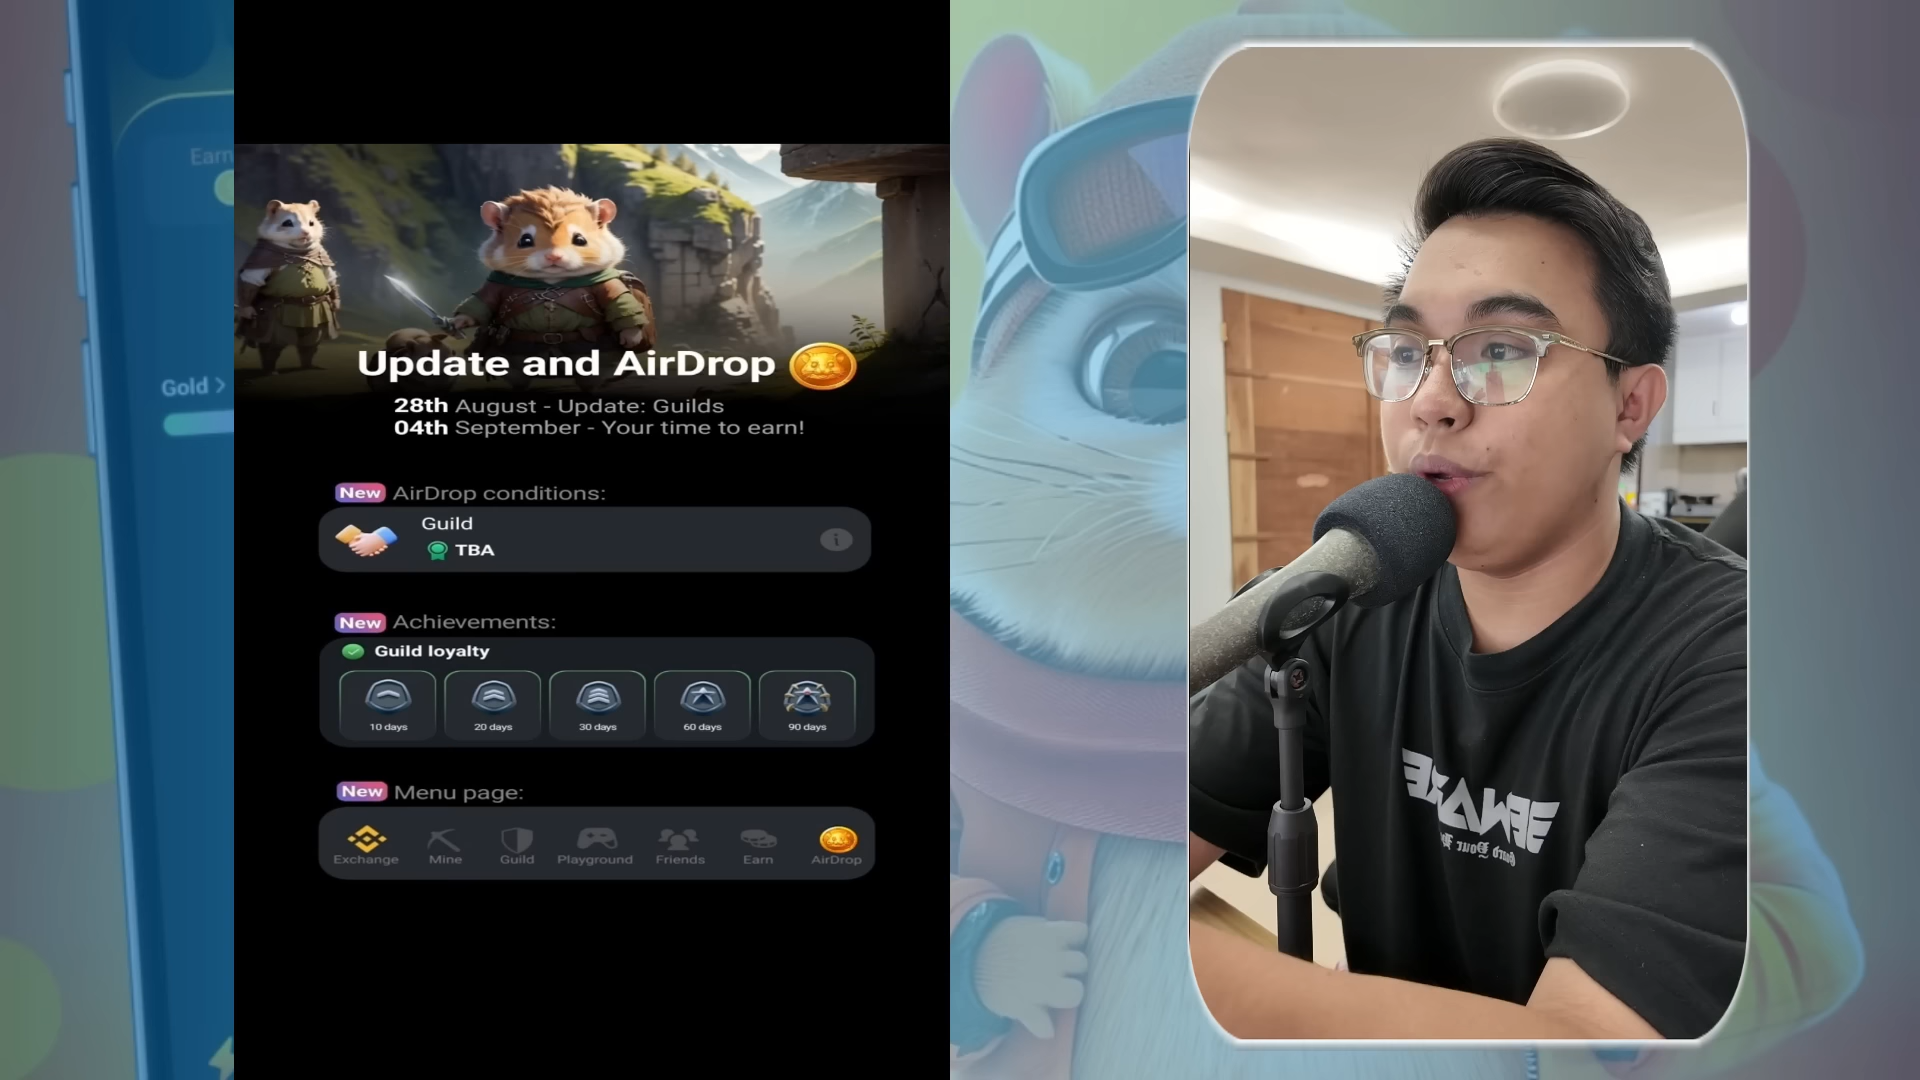 Earn
Gold >
Update and AirDrop
28th August - Update: Guilds
04th September - Your time to earn!
New AirDrop conditions:
Guild
TBA
New Achievements:
Guild loyalty
10 days
20 days
30 days
60 days
90 days
New Menu page:
Exchange
Mine
Guild
Playground
Friends
Earn
AirDrop